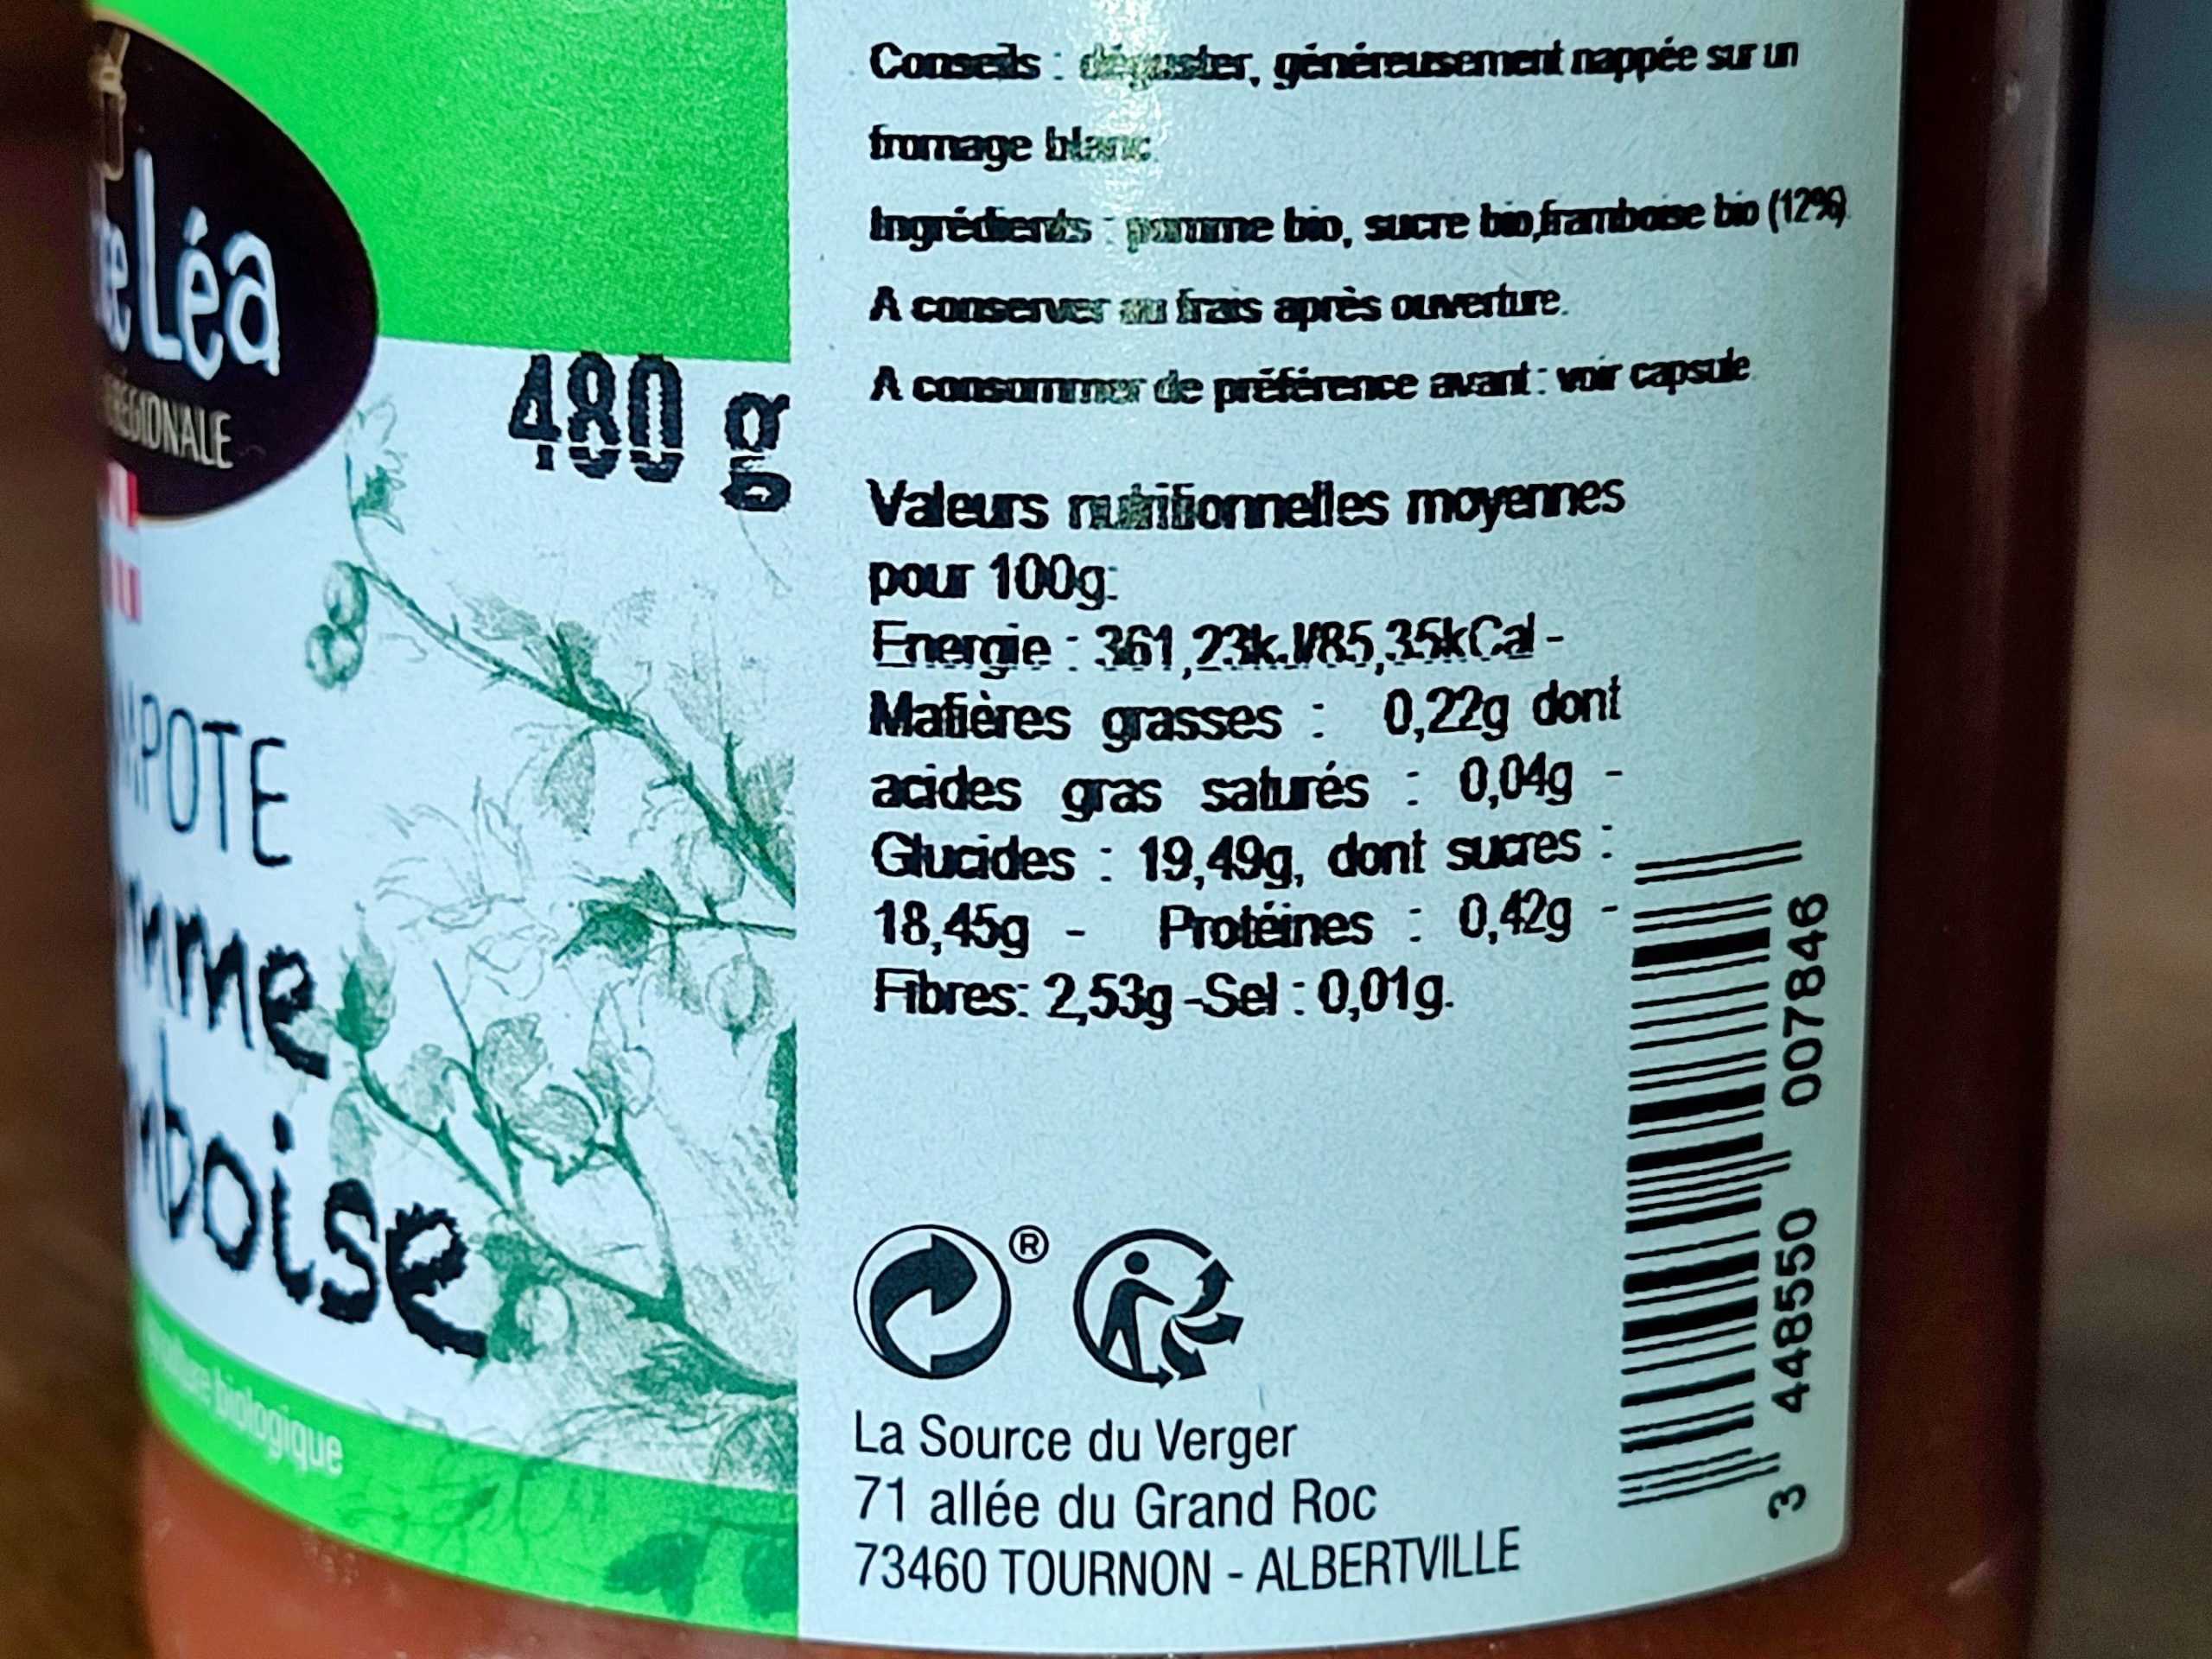 Léa
RÉGIONALE
480 g
MPOTE
mme
mboise
biologique
Conseils : déguster, généreusement nappée sur un
fromage blanc.
Ingrédients : pomme bio, sucre bio,framboise bio (12%).
A conserver au frais après ouverture.
A consommer de préférence avant : voir capsule
Valeurs nutritionnelles moyennes
pour 100g:
Energie : 361,23kJ/85,35kCal -
Matières grasses : 0,22g dont
acides gras saturés : 0,04g -
Glucides : 19,49g, dont sucres :
18,45g - Protéines : 0,42g -
Fibres: 2,53g -Sel : 0,01g.
®
La Source du Verger
71 allée du Grand Roc
73460 TOURNON - ALBERTVILLE
3 448550 007846